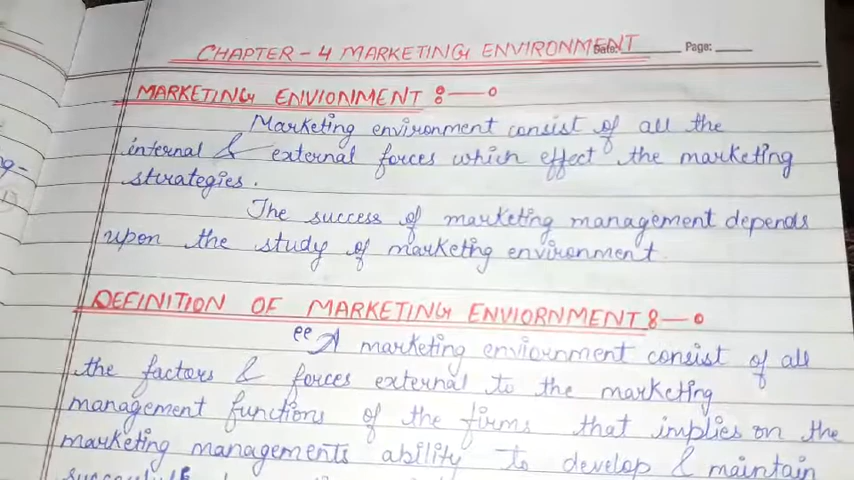 CHAPTER - 4 MARKETING ENVIRONMENT
Date: Page:
MARKETING ENVIONMENT :-
Marketing environment consist of all the
internal & external forces which effect the marketing
strategies.
The success of marketing management depends
upon the study of marketing environment.
DEFINITION OF MARKETING ENVIORNMENT :-
"A marketing enviornment consist of all
the factors & forces external to the marketing
management functions of the firms that implies on the
marketing managements ability to develop & maintain